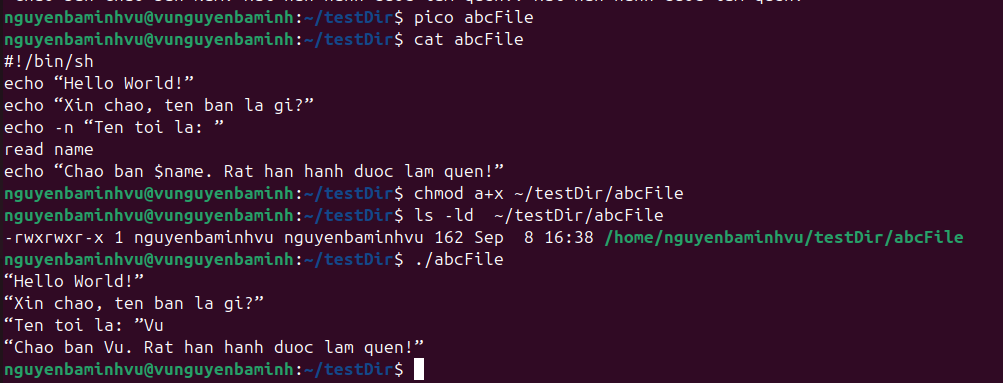 nguyenbaminhvu@vunguyenbaminh:~/testDir$ pico abcFile
nguyenbaminhvu@vunguyenbaminh:~/testDir$ cat abcFile
#!/bin/sh
echo “Hello World!”
echo “Xin chao, ten ban la gi?”
echo -n “Ten toi la: ”
read name
echo “Chao ban $name. Rat han hanh duoc lam quen!”
nguyenbaminhvu@vunguyenbaminh:~/testDir$ chmod a+x ~/testDir/abcFile
nguyenbaminhvu@vunguyenbaminh:~/testDir$ ls -ld  ~/testDir/abcFile
-rwxrwxr-x 1 nguyenbaminhvu nguyenbaminhvu 162 Sep  8 16:38 /home/nguyenbaminhvu/testDir/abcFile
nguyenbaminhvu@vunguyenbaminh:~/testDir$ ./abcFile
“Hello World!”
“Xin chao, ten ban la gi?”
“Ten toi la: ”Vu
“Chao ban Vu. Rat han hanh duoc lam quen!”
nguyenbaminhvu@vunguyenbaminh:~/testDir$